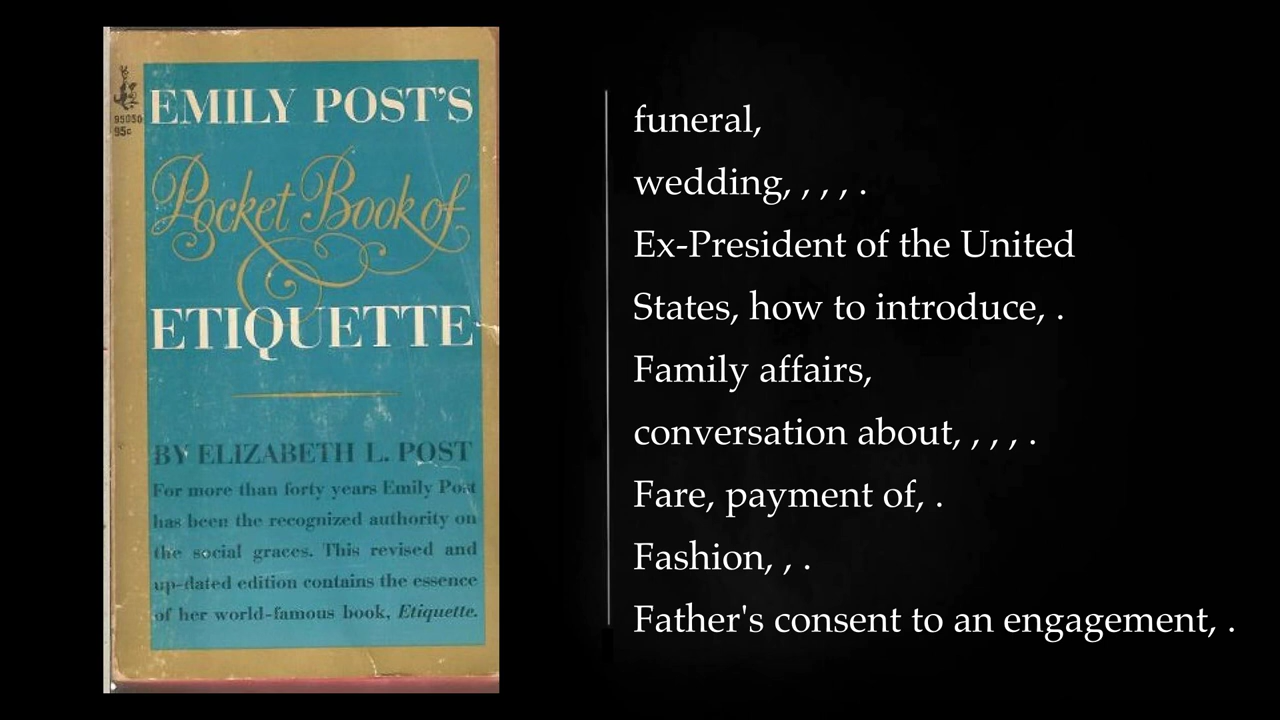 EMILY POST'S
Pocket Book of
ETIQUETTE
95050
95c
BY ELIZABETH L. POST
For more than forty years Emily Post
has been the recognized authority on
the social graces. This revised and
up-dated edition contains the essence
of her world-famous book, Etiquette.
funeral,
wedding, , , , , .
Ex-President of the United
States, how to introduce, .
Family affairs,
conversation about, , , , , .
Fare, payment of, .
Fashion, , .
Father's consent to an engagement, .